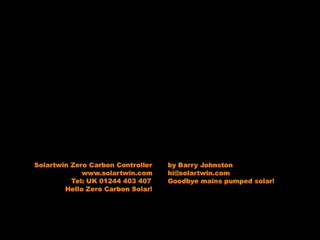 Solartwin Zero Carbon Controller
www.solartwin.com
Tel: UK 01244 403 407
Hello Zero Carbon Solar!
by Barry Johnston
hi@solartwin.com
Goodbye mains pumped solar!